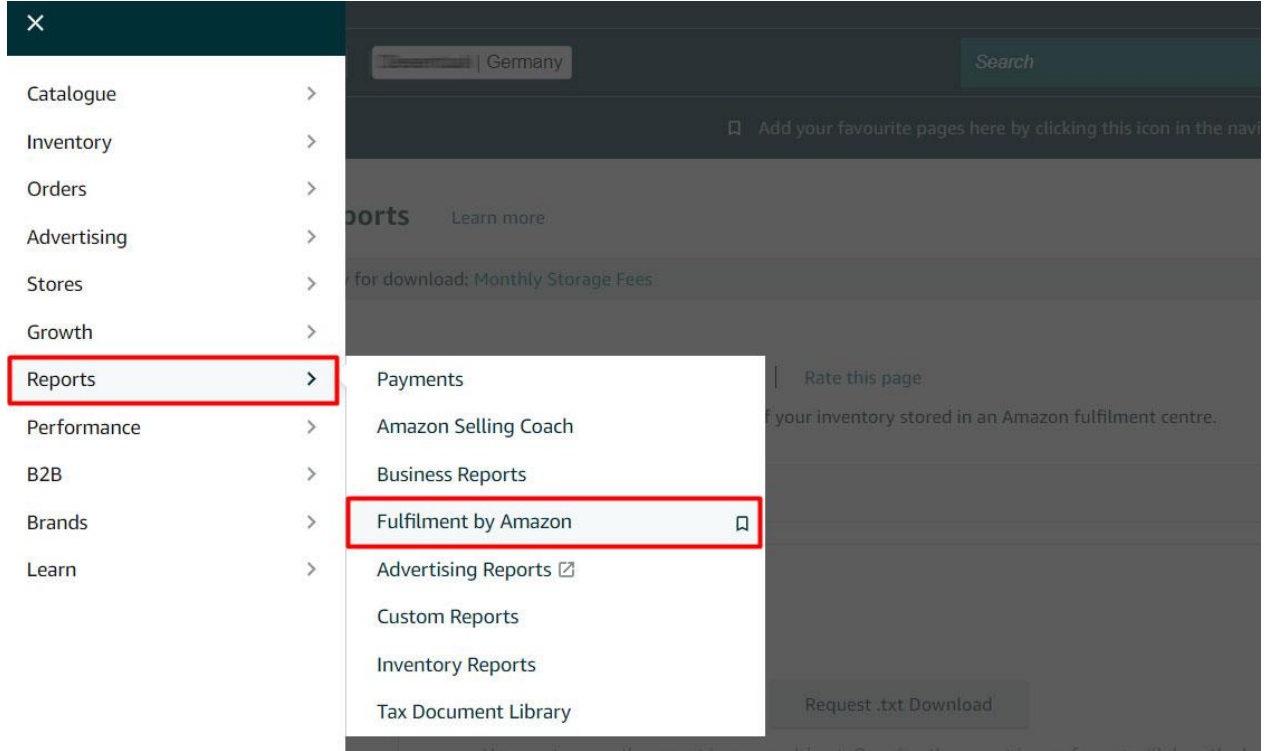 | Germany
Search
Add your favourite pages here by clicking this icon in the navi
Catalogue
Inventory
Orders
Advertising
Stores
Growth
Reports
Performance
B2B
Brands
Learn
ports Learn more
for download: Monthly Storage Fees
Payments
Amazon Selling Coach
Business Reports
Fulfilment by Amazon
Advertising Reports
Custom Reports
Inventory Reports
Tax Document Library
| Rate this page
f your inventory stored in an Amazon fulfilment centre.
Request .txt Download